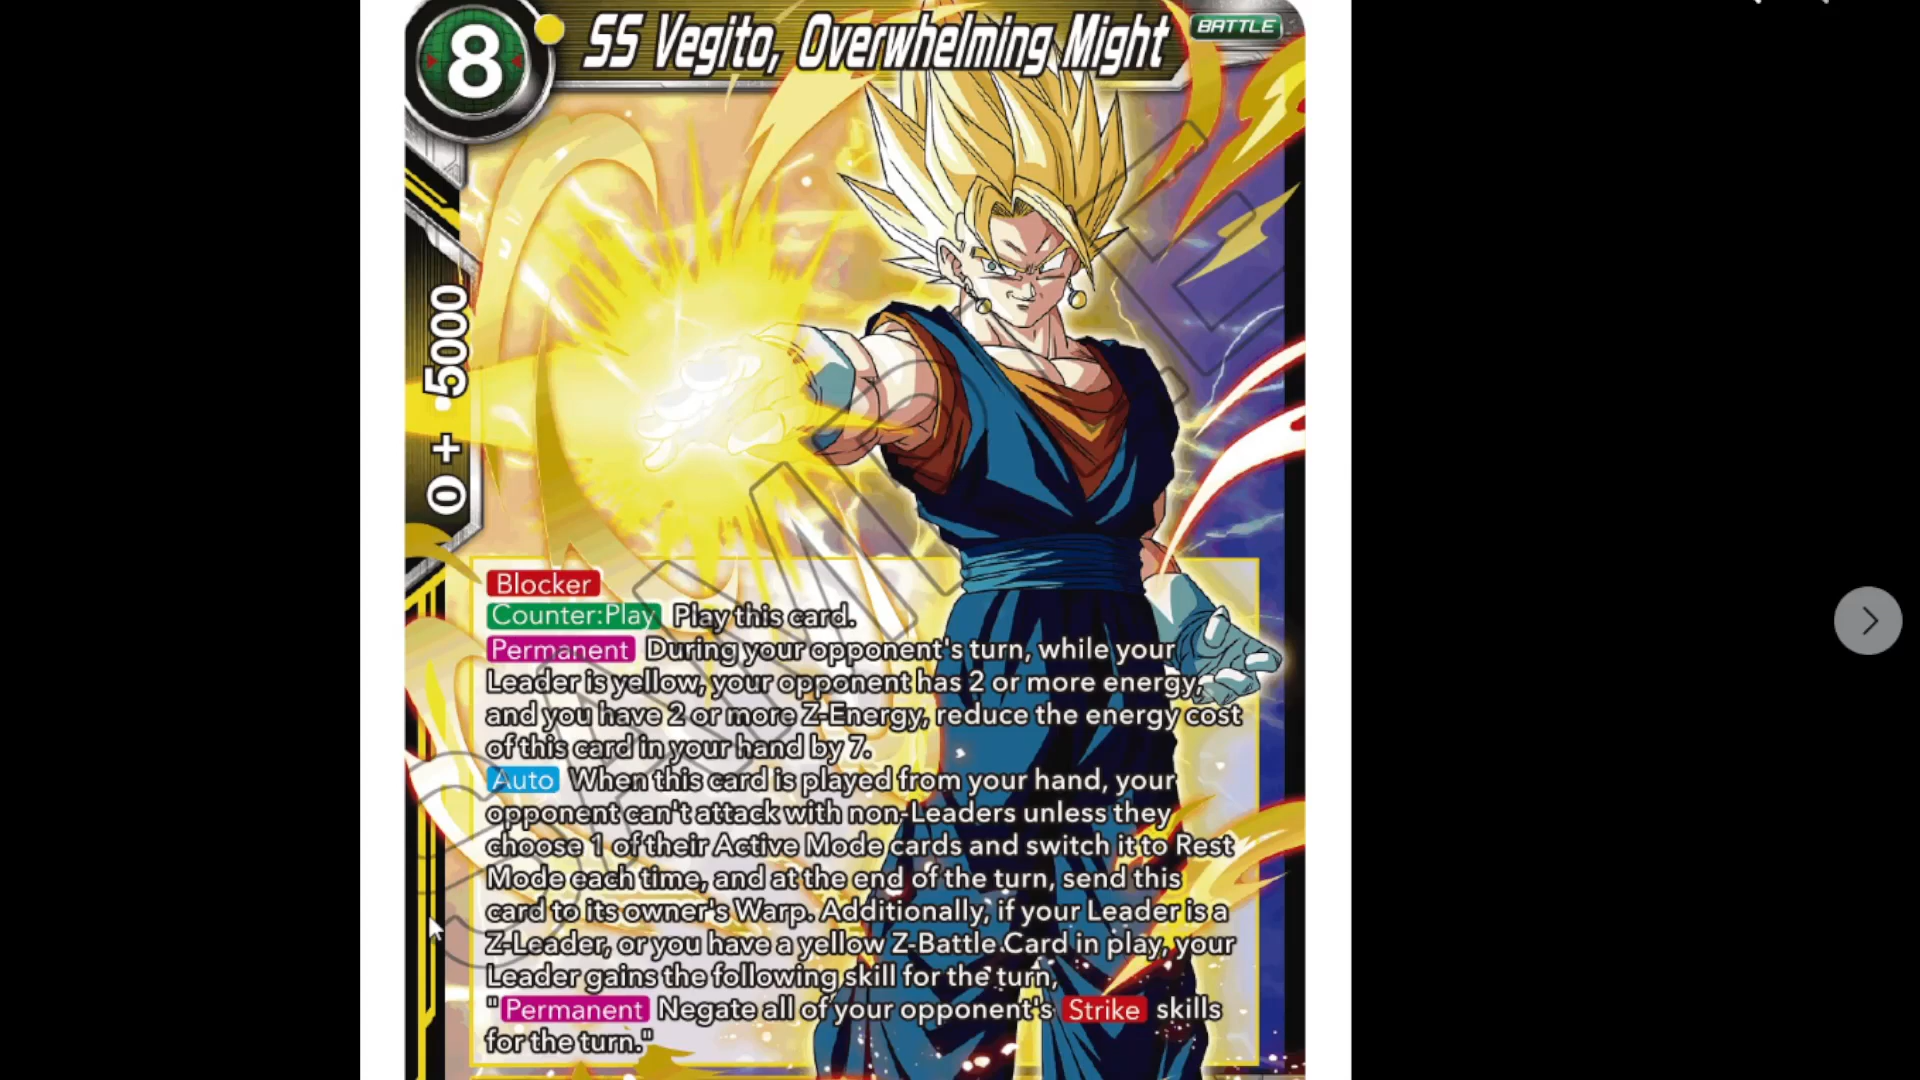 8
SS Vegito, Overwhelming Might
BATTLE
0 + 5000
Blocker
Counter:Play Play this card.
Permanent During your opponent's turn, while your
Leader is yellow, your opponent has 2 or more energy,
and you have 2 or more Z-Energy, reduce the energy cost
of this card in your hand by 7.
Auto When this card is played from your hand, your
opponent can't attack with non-Leaders unless they
choose 1 of their Active Mode cards and switch it to Rest
Mode each time, and at the end of the turn, send this
card to its owner's Warp. Additionally, if your Leader is a
Z-Leader, or you have a yellow Z-Battle Card in play, your
Leader gains the following skill for the turn,
"Permanent Negate all of your opponent's Strike skills
for the turn."
SAMPLE